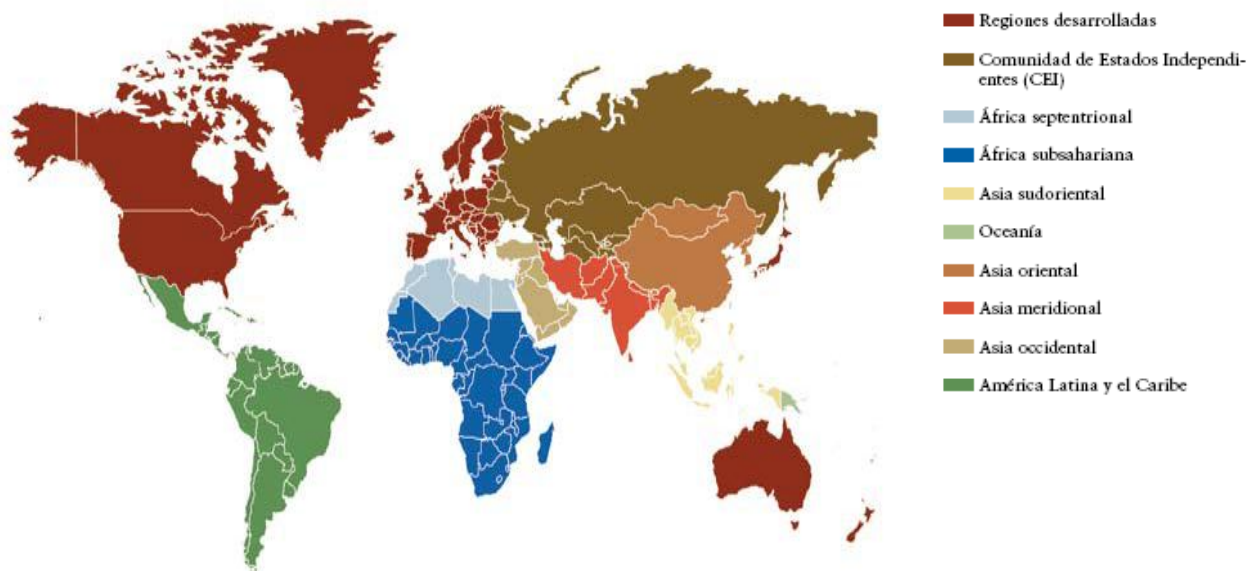 Regiones desarrolladas
Comunidad de Estados Independi-
entes (CEI)
África septentrional
África subsahariana
Asia sudoriental
Oceanía
Asia oriental
Asia meridional
Asia occidental
América Latina y el Caribe